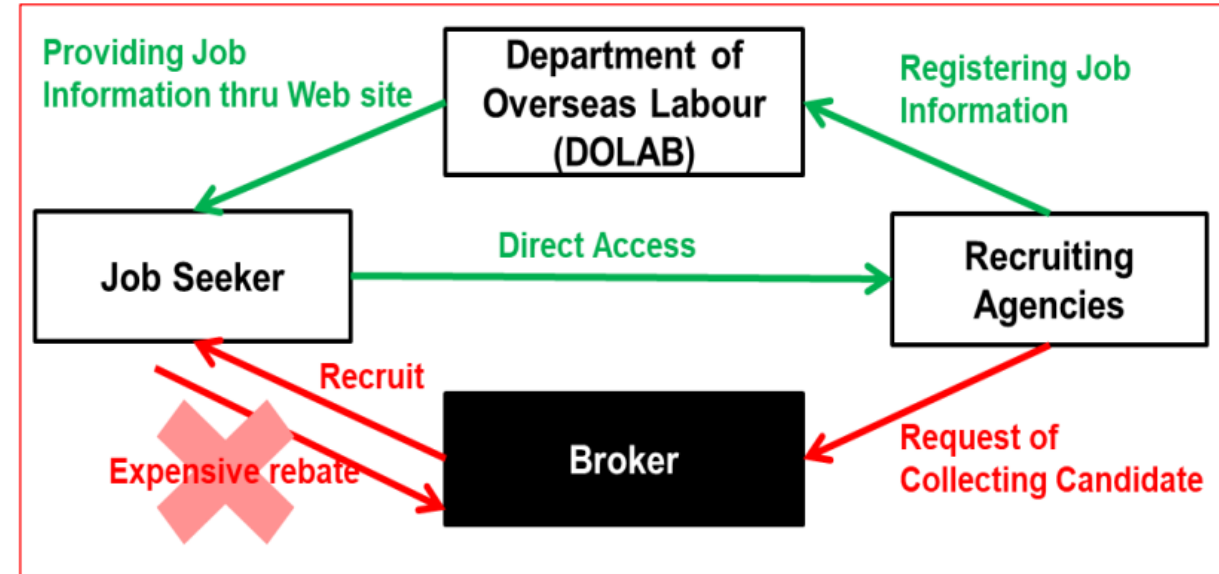 Providing Job
Information thru Web site
Department of
Overseas Labour
(DOLAB)
Registering Job
Information
Job Seeker
Direct Access
Recruiting
Agencies
Recruit
Expensive rebate
Broker
Request of
Collecting Candidate